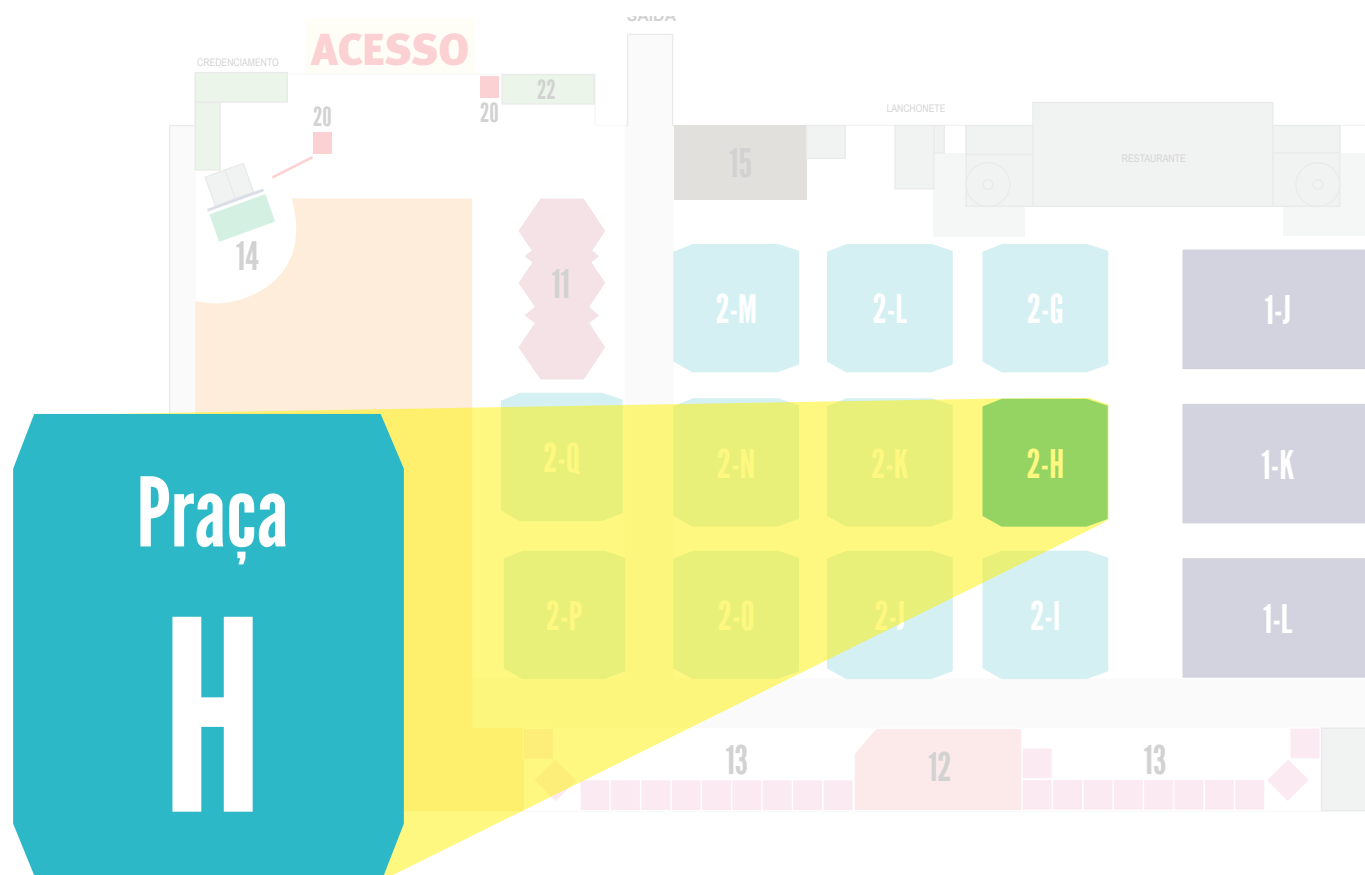 SAÍDA
ACESSO
CREDENCIAMENTO
22
20
20
LANCHONETE
15
RESTAURANTE
14
11
2-M
2-L
2-G
1-J
2-Q
2-N
2-K
2-H
1-K
Praça
H
2-P
2-O
2-J
2-I
1-L
13
12
13